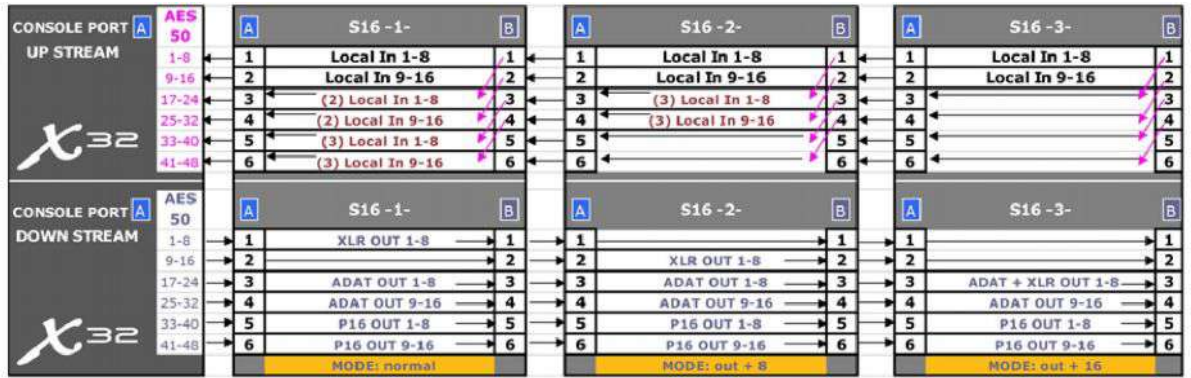 CONSOLE PORT A AES 50 A S16 -1- B A S16 -2- B A S16 -3- B
UP STREAM
1-8 1 Local In 1-8 1 1 Local In 1-8 1 1 Local In 1-8 1
9-16 2 Local In 9-16 2 2 Local In 9-16 2 2 Local In 9-16 2
17-24 3 (2) Local In 1-8 3 3 (3) Local In 1-8 3 3 3
25-32 4 (2) Local In 9-16 4 4 (3) Local In 9-16 4 4 4
X32
33-40 5 (3) Local In 1-8 5 5 5 5 5
41-48 6 (3) Local In 9-16 6 6 6 6 6
CONSOLE PORT A AES 50 A S16 -1- B A S16 -2- B A S16 -3- B
DOWN STREAM
1-8 1 XLR OUT 1-8 1 1 1 1 1
9-16 2 2 2 XLR OUT 9-16 2 2 2
17-24 3 ADAT OUT 1-8 3 3 ADAT OUT 1-8 3 3 ADAT + XLR OUT 1-8 3
25-32 4 ADAT OUT 9-16 4 4 ADAT OUT 9-16 4 4 ADAT OUT 9-16 4
X32
33-40 5 P16 OUT 1-8 5 5 P16 OUT 1-8 5 5 P16 OUT 1-8 5
41-48 6 P16 OUT 9-16 6 6 P16 OUT 9-16 6 6 P16 OUT 9-16 6
MODE: normal MODE: out + 8 MODE: out + 16